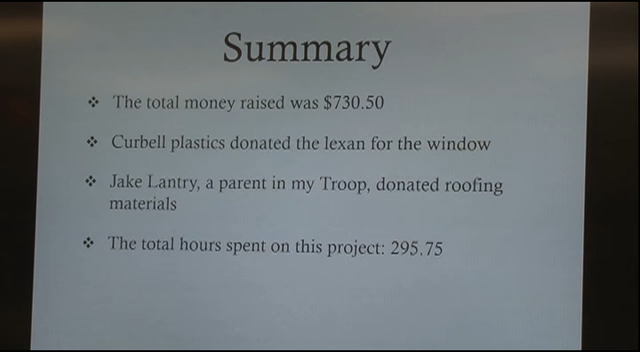 Summary
❖ The total money raised was $730.50
❖ Curbell plastics donated the lexan for the window
❖ Jake Lantry, a parent in my Troop, donated roofing
materials
❖ The total hours spent on this project: 295.75